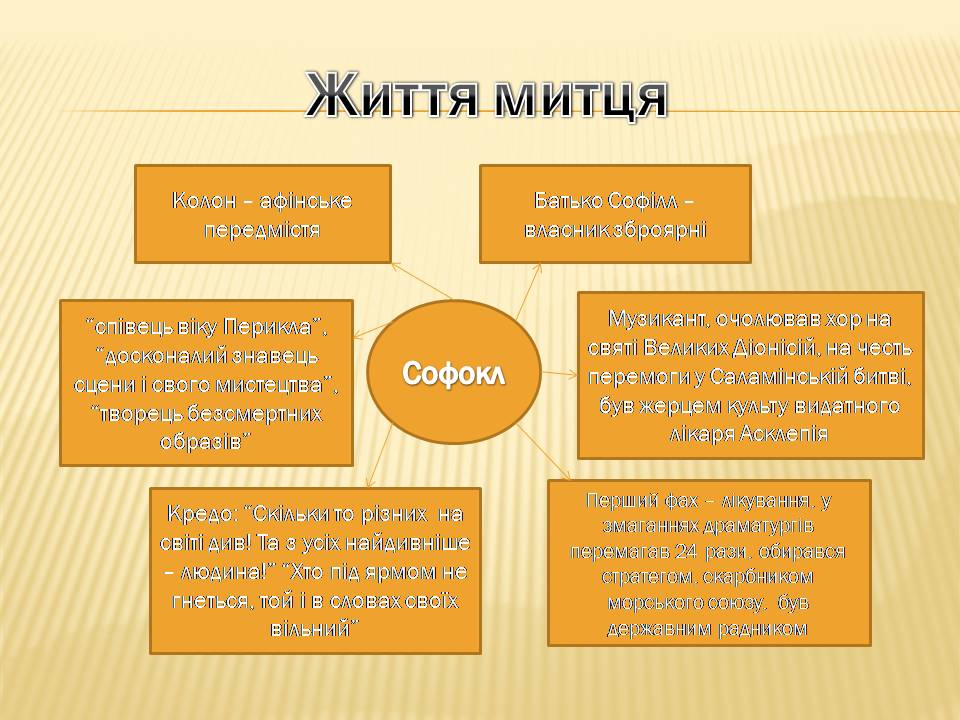 Життя митця
Колон – афінське
передмістя
Батько Софілл –
власник зброярні
“співець віку Перикла”,
“досконалий знавець
сцени і свого мистецтва”,
“творець безсмертних
образів”
Софокл
Музикант, очолював хор на
святі Великих Діонісій, на честь
перемоги у Саламінській битві,
був жерцем культу видатного
лікаря Асклепія
Кредо: “Скільки то різних на
світі див! Та з усіх найдивніше
– людина!” “Хто під ярмом не
гнеться, той і в словах своїх
вільний”
Перший фах – лікування, у
змаганнях драматургів
перемагав 24 рази, обирався
стратегом, скарбником
морського союзу, був
державним радником